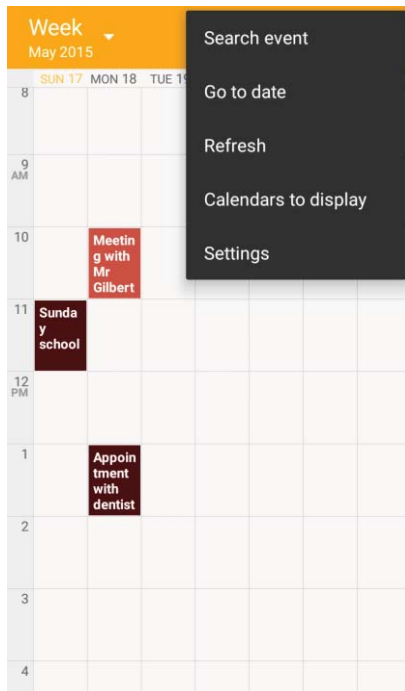 Week
May 2015
Search event
Go to date
Refresh
Calendars to display
Settings
SUN 17 MON 18 TUE 19
8
9
AM
10
Meetin
g with
Mr
Gilbert
11
Sunda
y
school
12
PM
1
Appoin
tment
with
dentist
2
3
4